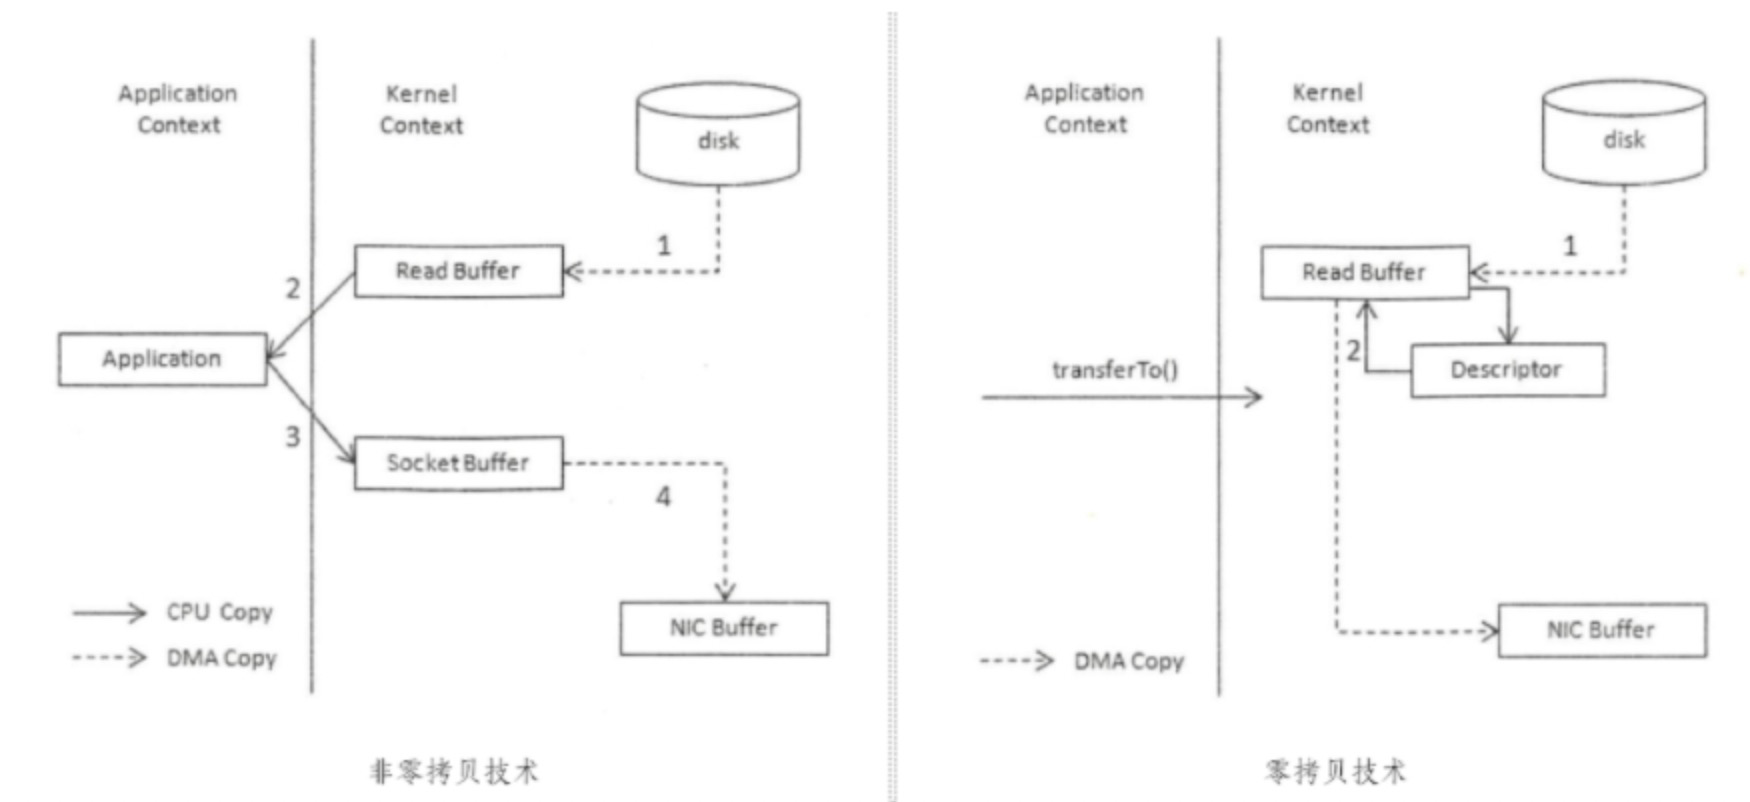 Application
Context
Kernel
Context
disk
1
Read Buffer
2
Application
3
Socket Buffer
4
CPU Copy
NIC Buffer
DMA Copy
非零拷贝技术
Application
Context
Kernel
Context
disk
1
Read Buffer
2
transferTo()
Descriptor
NIC Buffer
DMA Copy
零拷贝技术